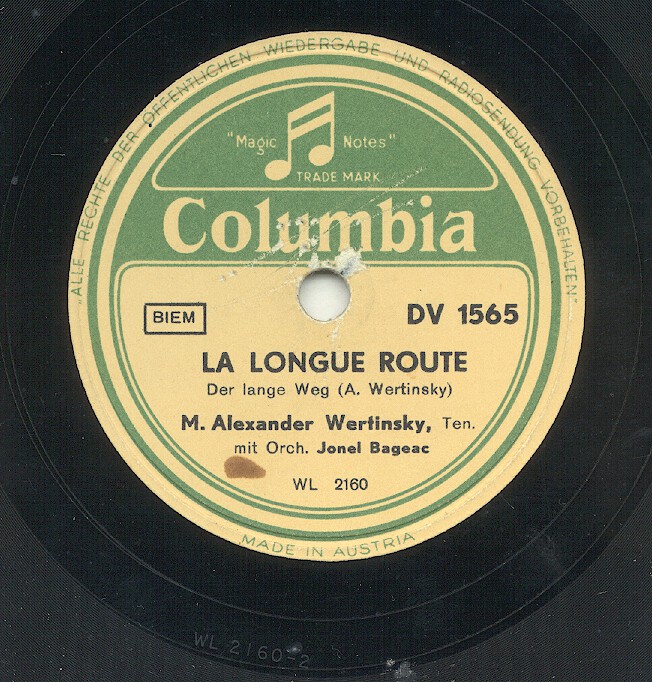 "ALLE RECHTE DER ÖFFENTLICHEN WIEDERGABE UND RADIOSENDUNG VORBEHALTEN"
"Magic Notes"
TRADE MARK
Columbia
BIEM
DV 1565
LA LONGUE ROUTE
Der lange Weg (A. Wertinsky)
M. Alexander Wertinsky, Ten.
mit Orch. Jonel Bageac
WL 2160
MADE IN AUSTRIA
WL 2160-2